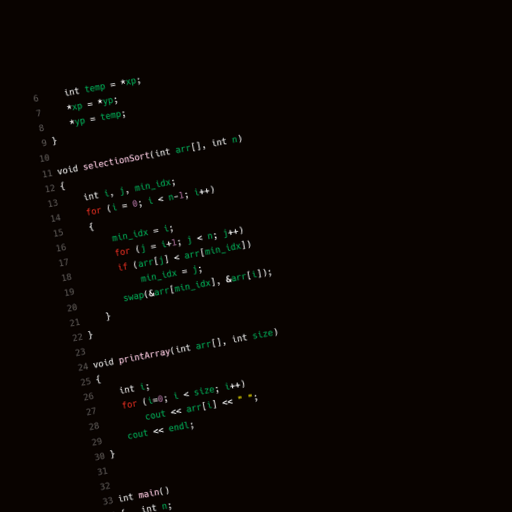 6 int temp = *xp;
7 *xp = *yp;
8 *yp = temp;
9 }
10
11 void selectionSort(int arr[], int n)
12 {
13 int i, j, min_idx;
14 for (i = 0; i < n-1; i++)
15 {
16 min_idx = i;
17 for (j = i+1; j < n; j++)
18 if (arr[j] < arr[min_idx])
19 min_idx = j;
20 swap(&arr[min_idx], &arr[i]);
21 }
22 }
23
24 void printArray(int arr[], int size)
25 {
26 int i;
27 for (i=0; i < size; i++)
28 cout << arr[i] << " ";
29 cout << endl;
30 }
31
32
33 int main()
{ int n;